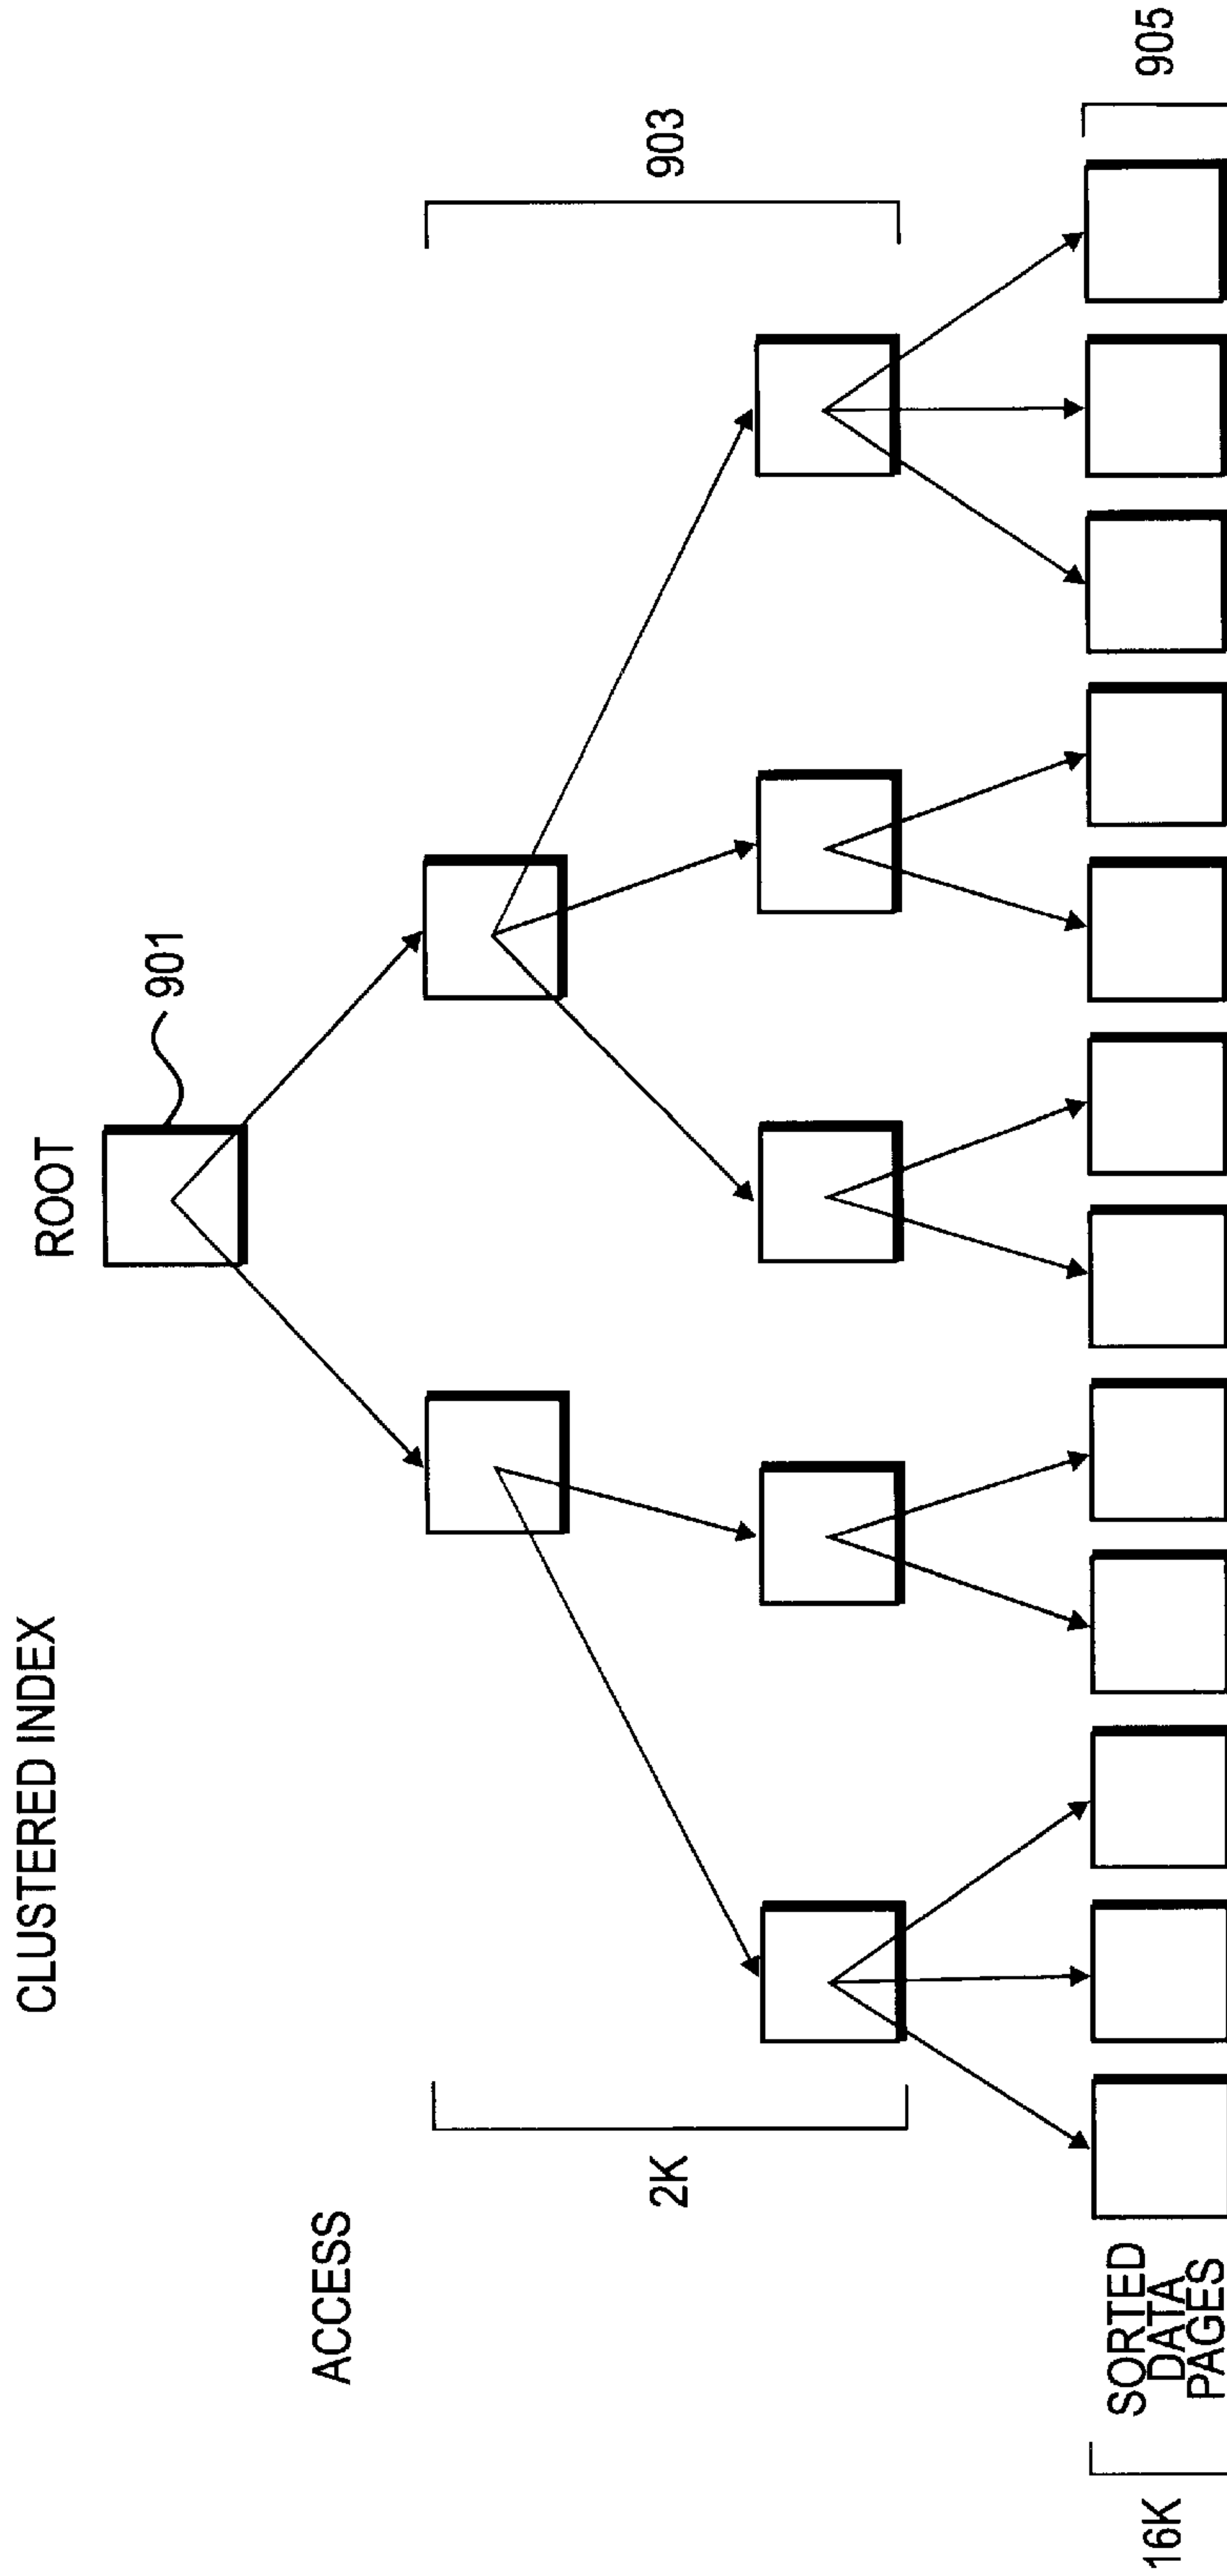 CLUSTERED INDEX
ROOT
901
ACCESS
2K
903
SORTED
DATA
PAGES
16K
905